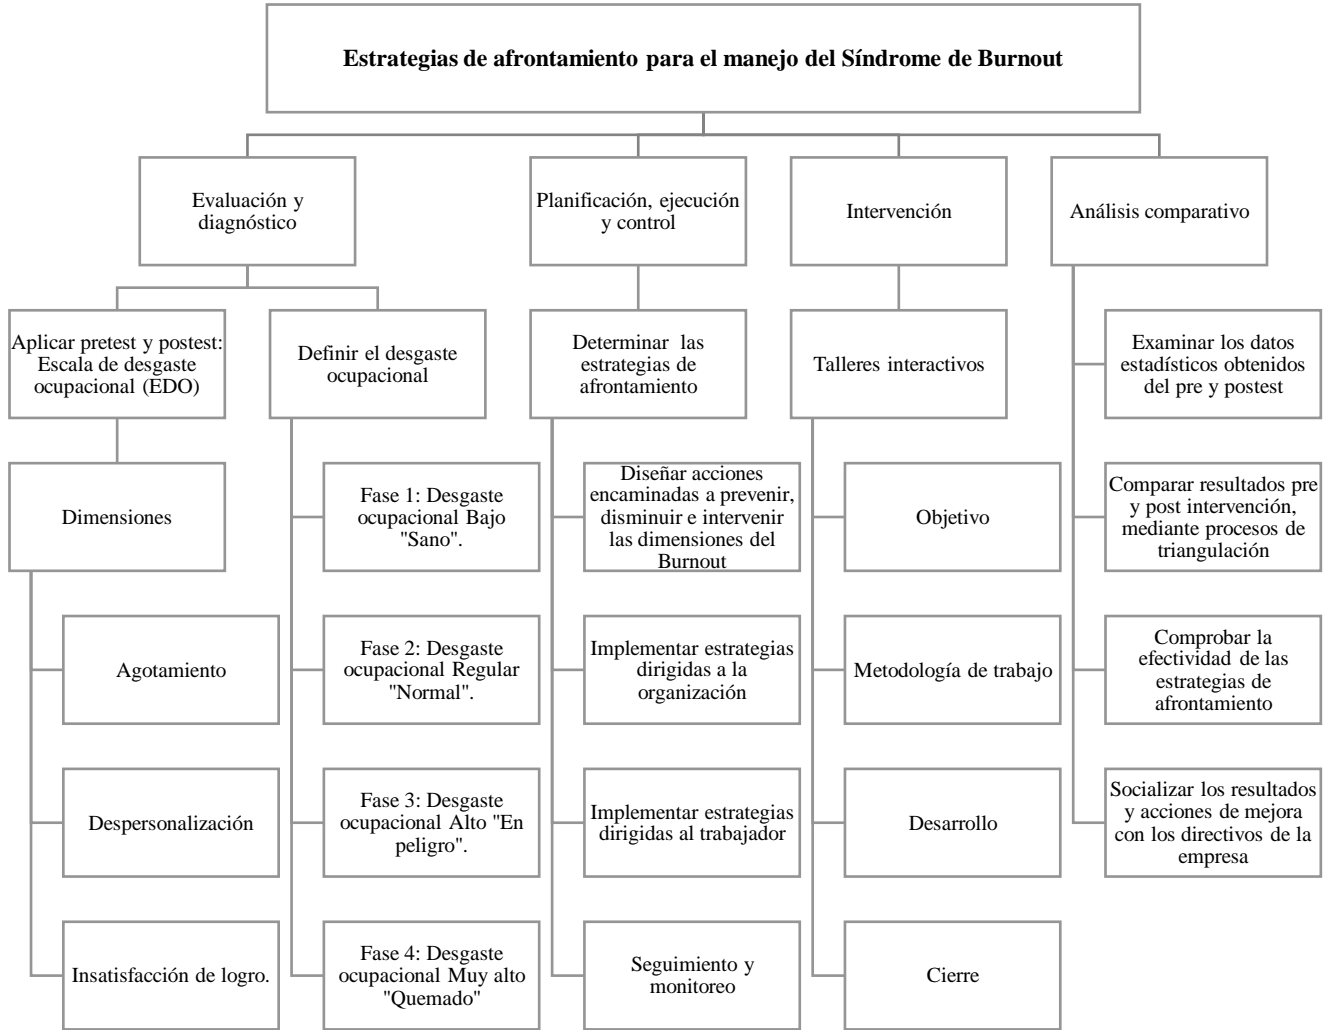 Estrategias de afrontamiento para el manejo del Síndrome de Burnout
Evaluación y
diagnóstico
Planificación, ejecución
y control
Intervención
Análisis comparativo
Aplicar pretest y postest:
Escala de desgaste
ocupacional (EDO)
Definir el desgaste
ocupacional
Determinar las
estrategias de
afrontamiento
Talleres interactivos
Examinar los datos
estadísticos obtenidos
del pre y postest
Dimensiones
Fase 1: Desgaste
ocupacional Bajo
"Sano".
Diseñar acciones
encaminadas a prevenir,
disminuir e intervenir
las dimensiones del
Burnout
Objetivo
Comparar resultados pre
y post intervención,
mediante procesos de
triangulación
Agotamiento
Fase 2: Desgaste
ocupacional Regular
"Normal".
Implementar estrategias
dirigidas a la
organización
Metodología de trabajo
Comprobar la
efectividad de las
estrategias de
afrontamiento
Despersonalización
Fase 3: Desgaste
ocupacional Alto "En
peligro".
Implementar estrategias
dirigidas al trabajador
Desarrollo
Socializar los resultados
y acciones de mejora
con los directivos de la
empresa
Insatisfacción de logro.
Fase 4: Desgaste
ocupacional Muy alto
"Quemado"
Seguimiento y
monitoreo
Cierre